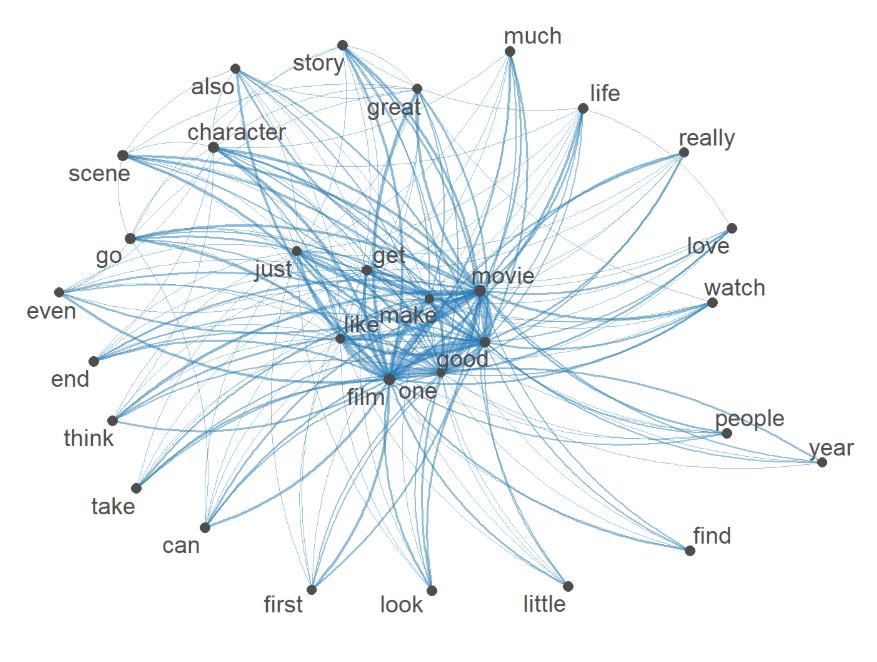 much
story
also
life
great
character
really
scene
love
go
get
just
movie
watch
even
make
like
good
end
one
film
people
think
year
take
find
can
first
look
little